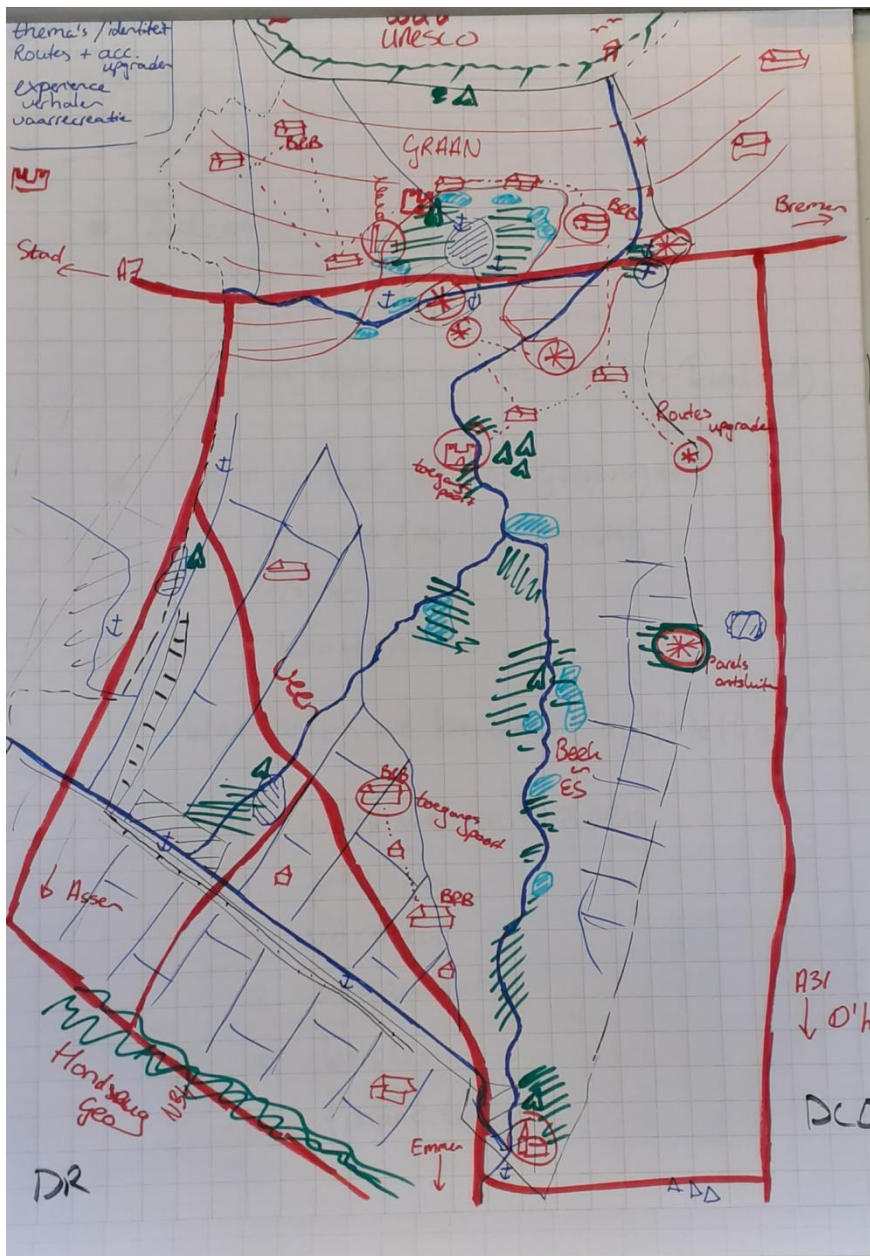 thema's / identiteit
Routes + acc.
upgraden
experience
verhalen
vaarrecreatie
UNESCO
GRAAN
B&B
B&B
Bremen
Stad
A7
Routes
upgraden
toegangs
poort
Veen
Parels
ontsluiten
Beek
en
ES
B&B
toegangs
poort
B&B
Assen
A31
Hondsrug
Geo
N34
Emmen
DR